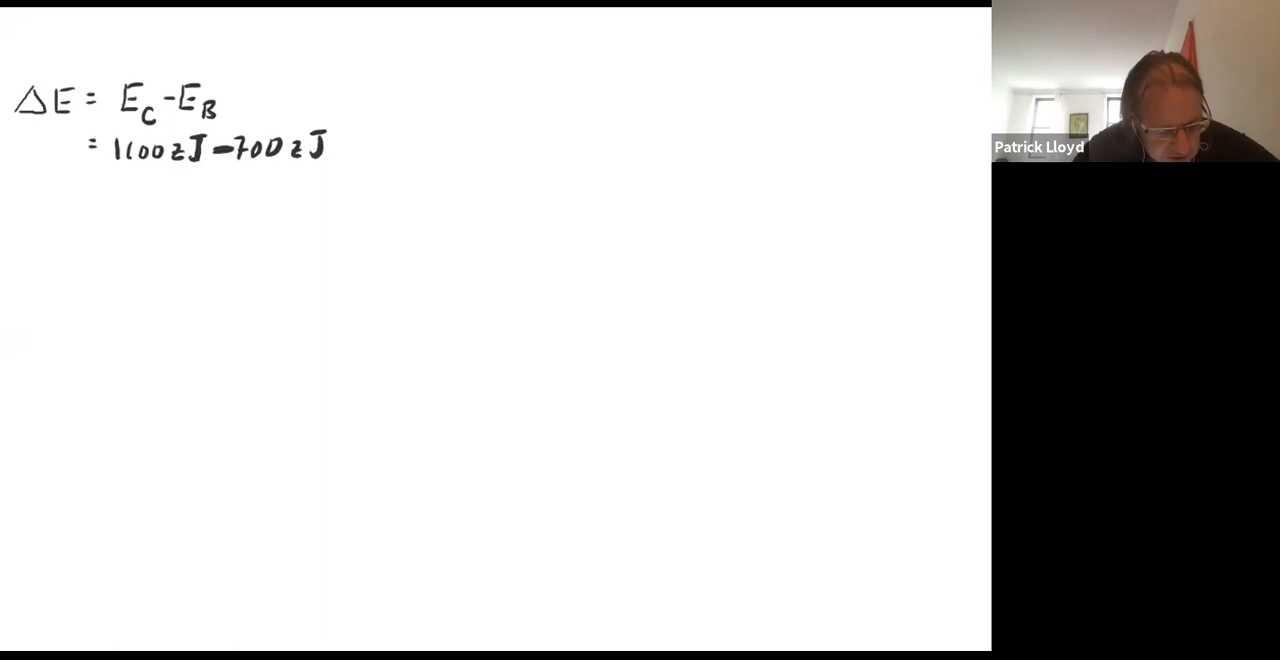 ΔE = E_C - E_B
= 1100 zJ - 700 zJ
Patrick Lloyd